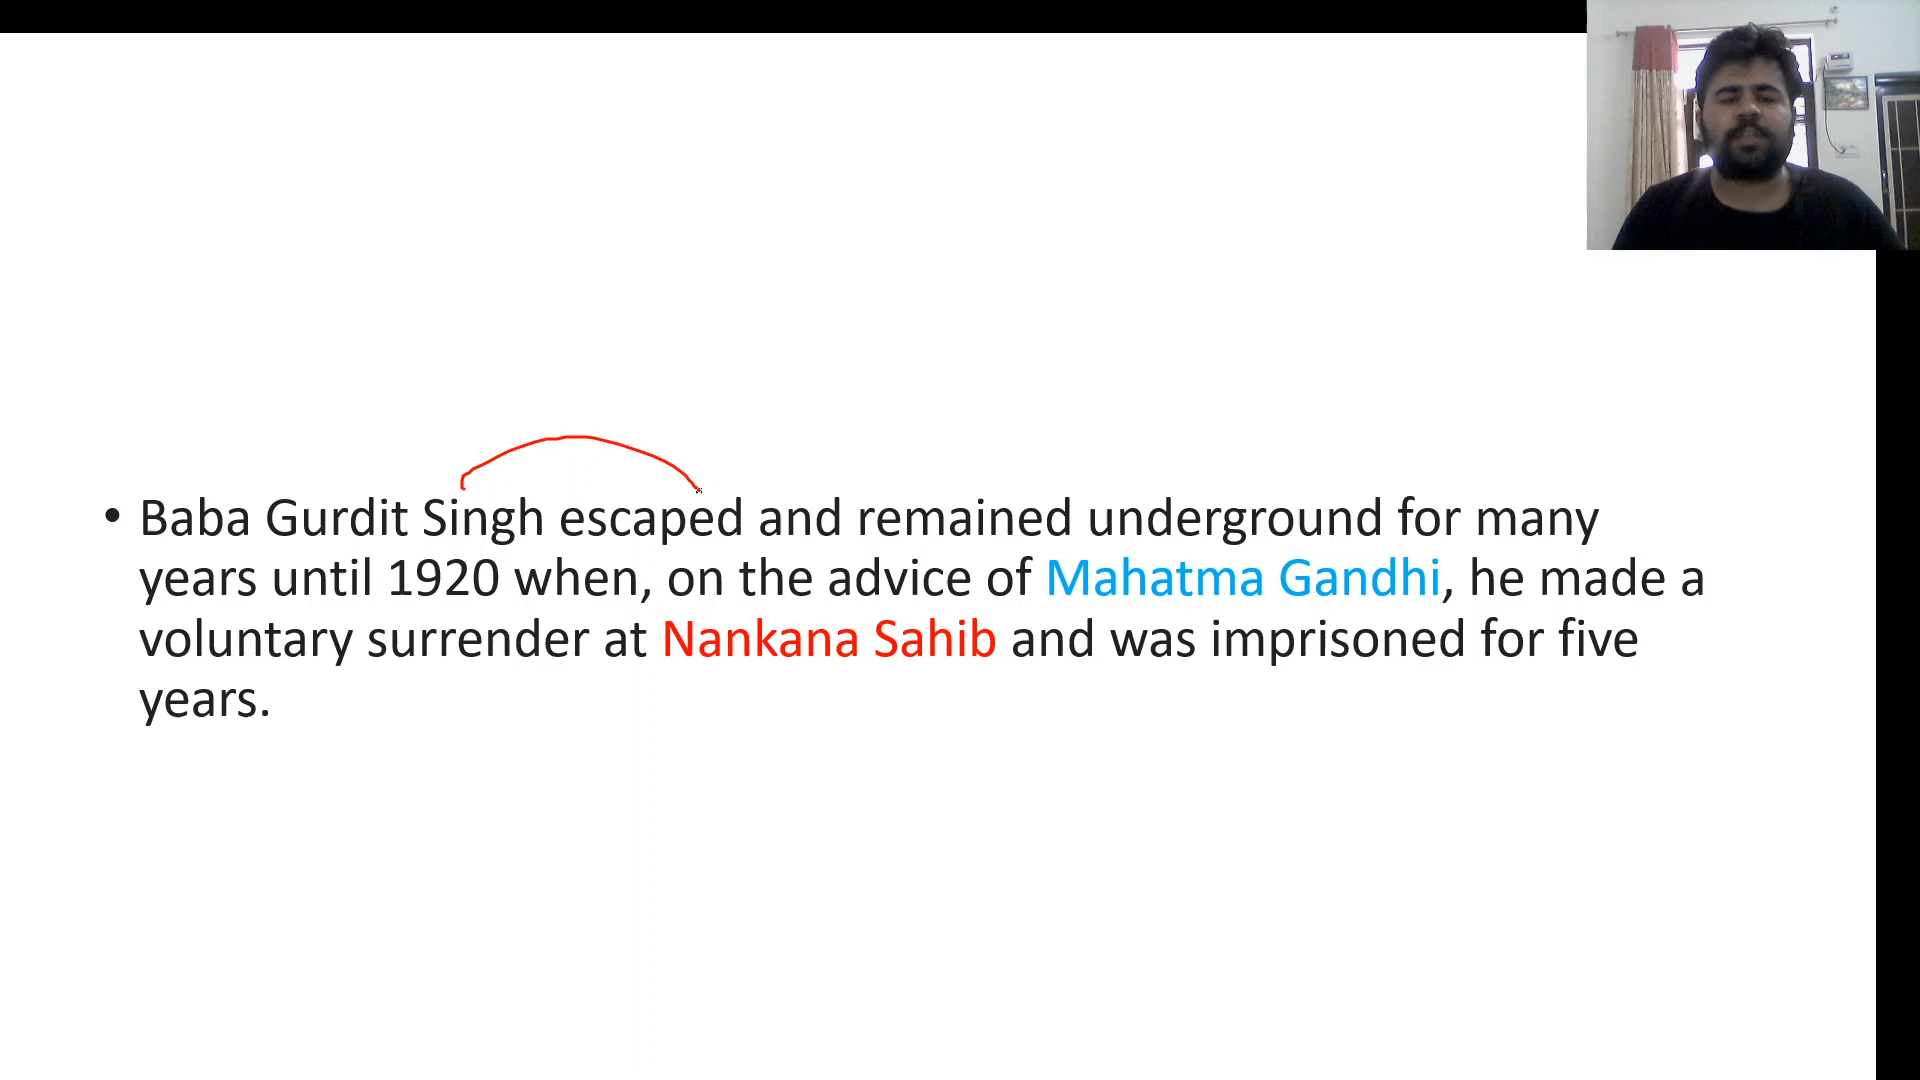 • Baba Gurdit Singh escaped and remained underground for many
years until 1920 when, on the advice of Mahatma Gandhi, he made a
voluntary surrender at Nankana Sahib and was imprisoned for five
years.